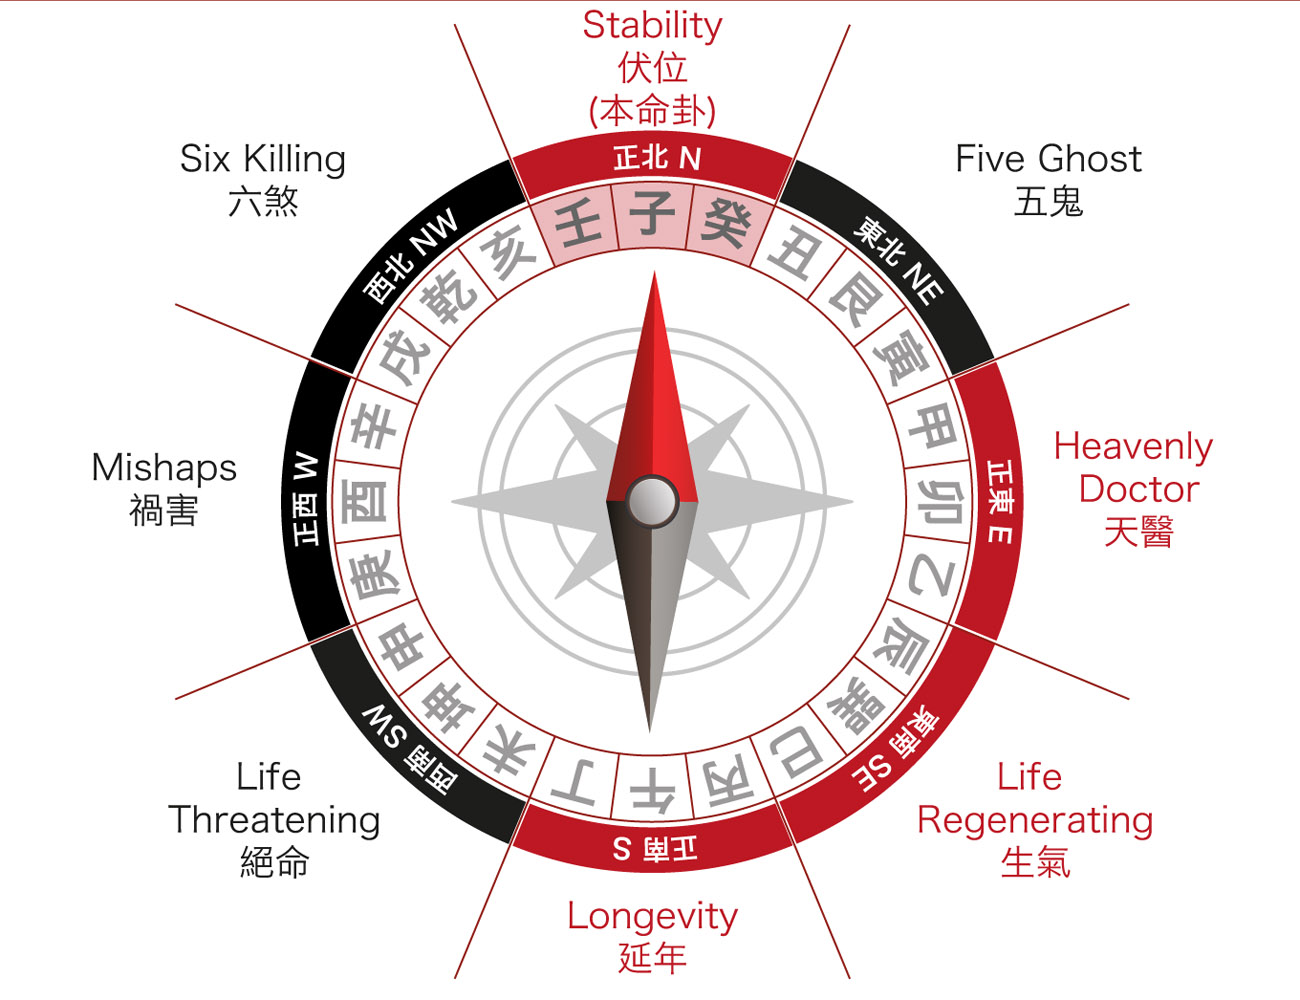 Stability
伏位
(本命卦)
Six Killing
六煞
Five Ghost
五鬼
Mishaps
禍害
Heavenly
Doctor
天醫
Life
Threatening
絕命
Life
Regenerating
生氣
Longevity
延年
正北 N
東北 NE
正東 E
東南 SE
正南 S
西南 SW
正西 W
西北 NW
壬
子
癸
丑
艮
寅
甲
卯
乙
辰
巽
巳
丙
午
丁
未
坤
申
庚
酉
辛
戌
乾
亥